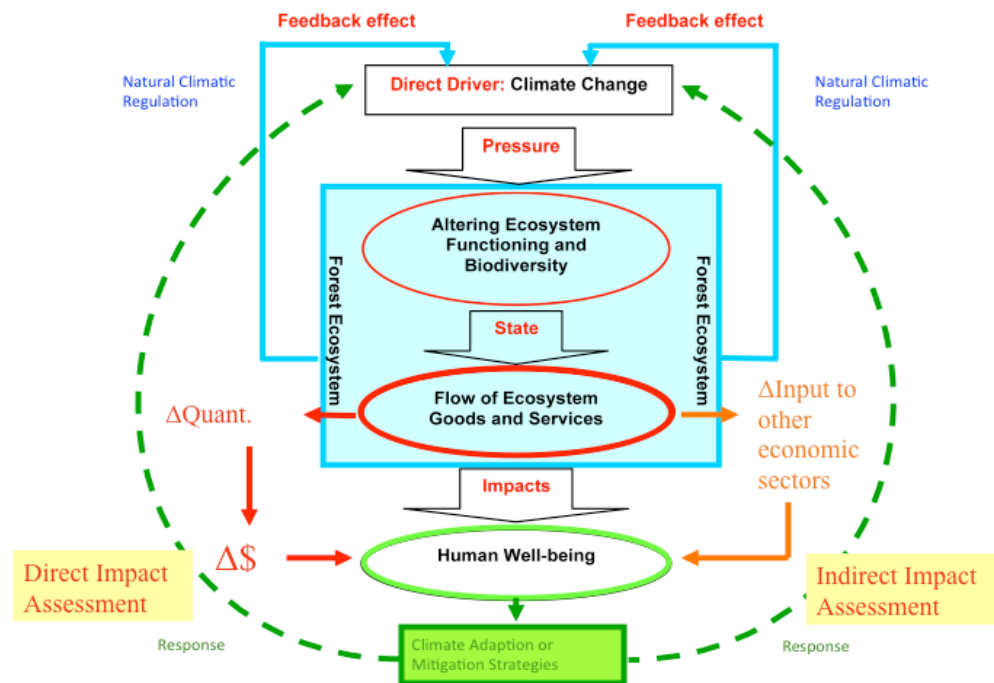 Feedback effect
Feedback effect
Natural Climatic
Regulation
Direct Driver: Climate Change
Natural Climatic
Regulation
Pressure
Altering Ecosystem
Functioning and
Biodiversity
Forest Ecosystem
Forest Ecosystem
State
Flow of Ecosystem
Goods and Services
ΔQuant.
ΔInput to
other
economic
sectors
Impacts
Human Well-being
Δ$
Direct Impact
Assessment
Indirect Impact
Assessment
Response
Climate Adaption or
Mitigation Strategies
Response